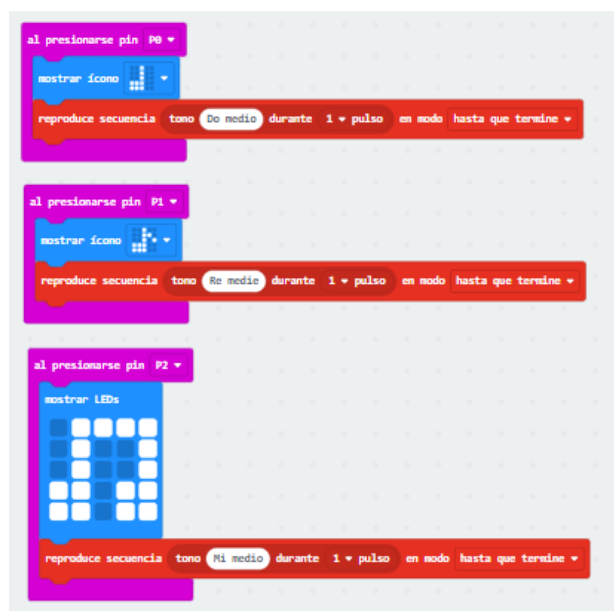 al presionarse pin P0
mostrar ícono
reproduce secuencia tono Do medio durante 1 pulso en modo hasta que termine
al presionarse pin P1
mostrar ícono
reproduce secuencia tono Re medie durante 1 pulso en modo hasta que termine
al presionarse pin P2
mostrar LEDs
reproduce secuencia tono Mi medio durante 1 pulso en modo hasta que termine